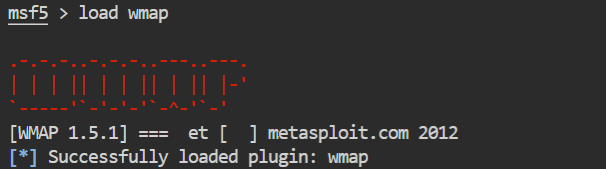 msf5 > load wmap
.-.-.-..-.-.-..---..---.
| | | || | | || | || |-'
`-----'`-'-'-'`-^-'`-'
[WMAP 1.5.1] ===  et [  ] metasploit.com 2012
[*] Successfully loaded plugin: wmap